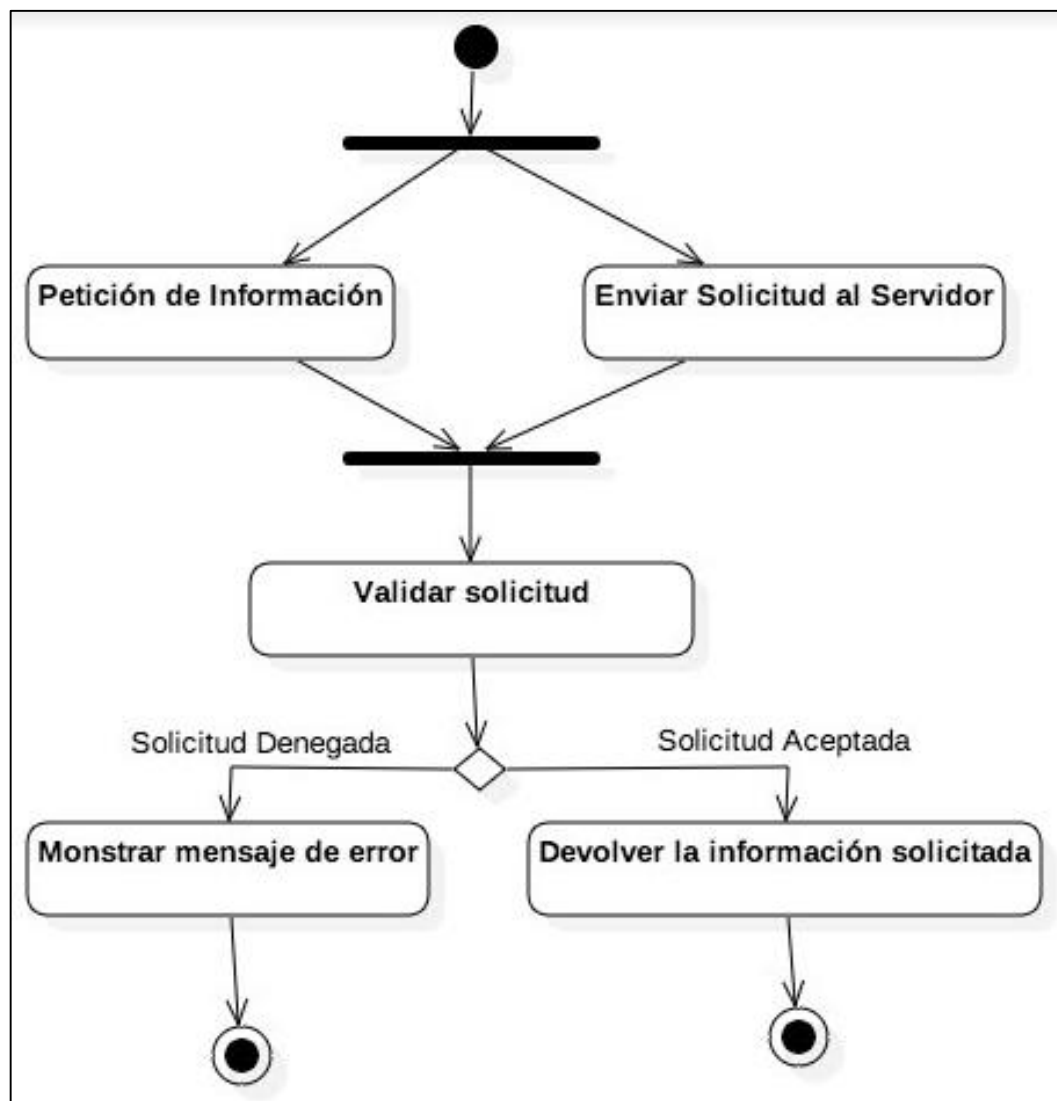 Petición de Información
Enviar Solicitud al Servidor
Validar solicitud
Solicitud Denegada
Solicitud Aceptada
Monstrar mensaje de error
Devolver la información solicitada